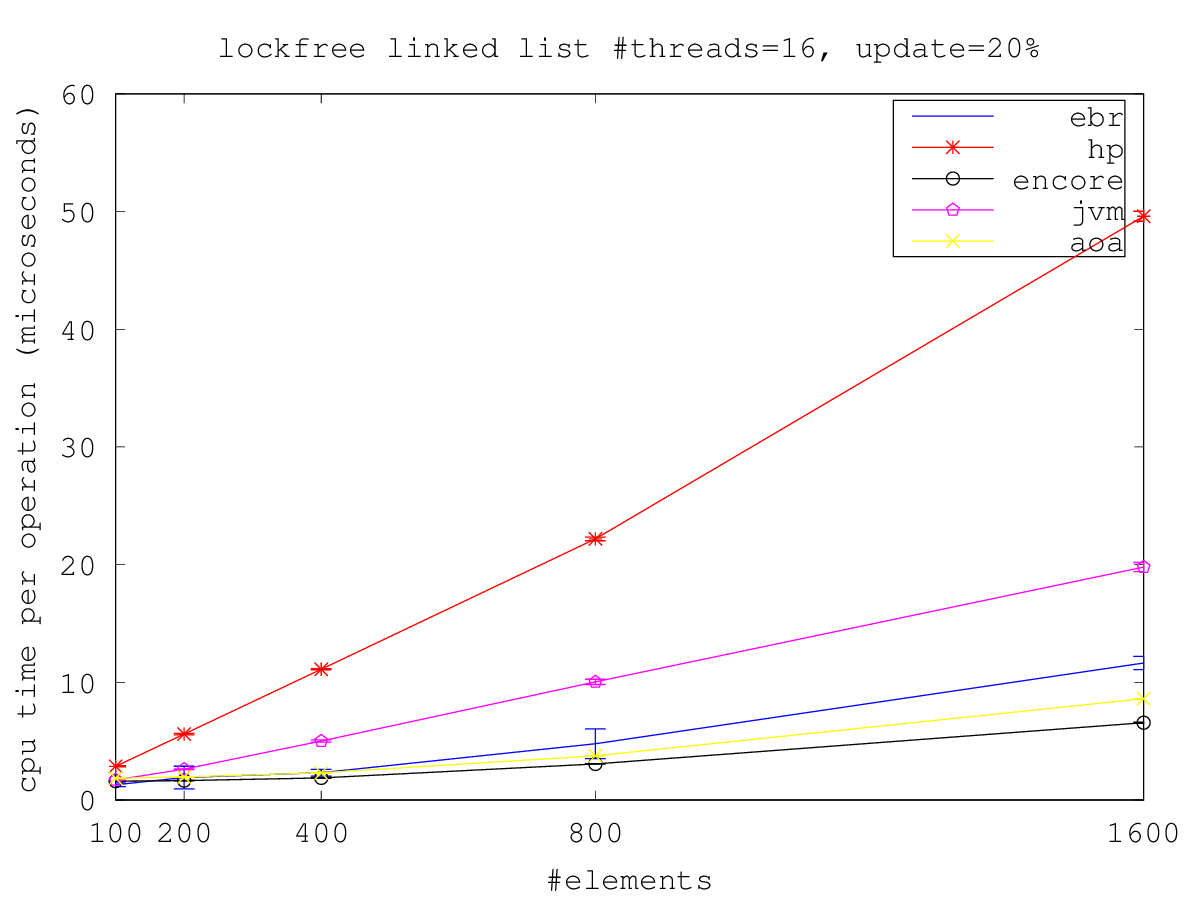 lockfree linked list #threads=16, update=20%
60
50
40
30
20
10
0
cpu time per operation (microseconds)
ebr
hp
encore
jvm
aoa
100 200 400 800 1600
#elements